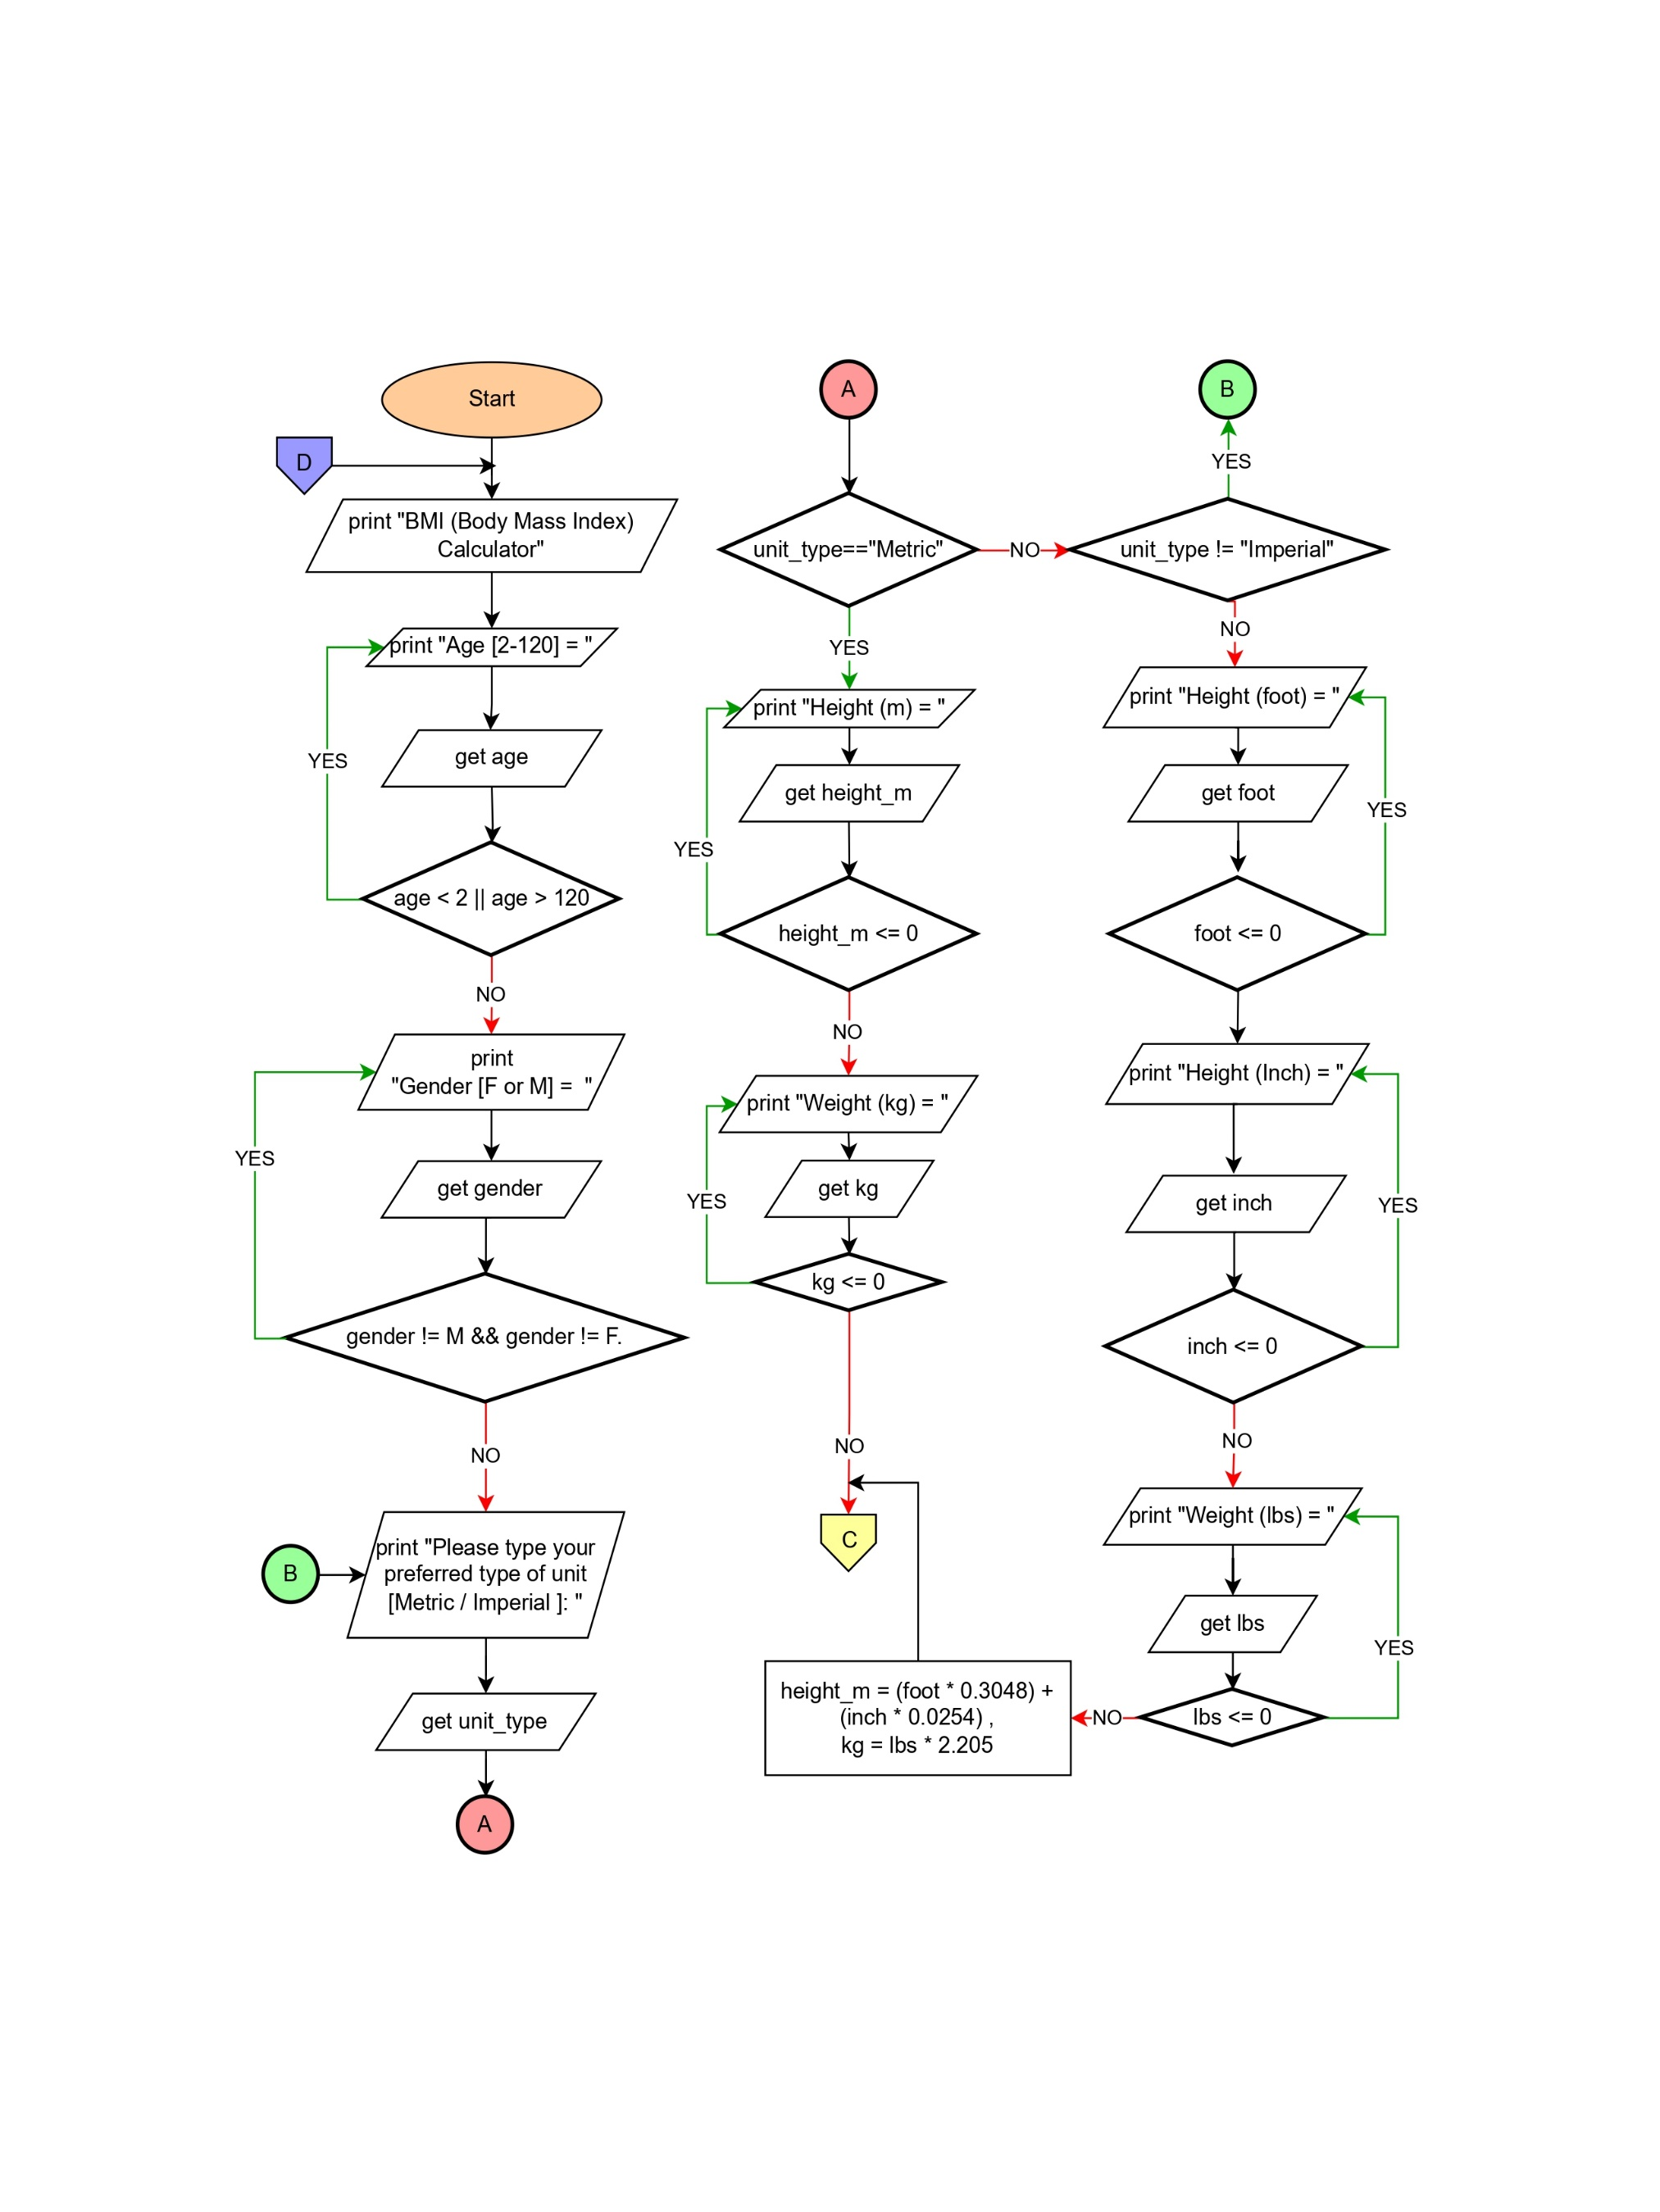 Start
D
print "BMI (Body Mass Index)
Calculator"
print "Age [2-120] = "
get age
YES
age < 2 || age > 120
NO
print
"Gender [F or M] =  "
get gender
YES
gender != M && gender != F.
NO
B
print "Please type your
preferred type of unit
[Metric / Imperial ]: "
get unit_type
A
A
unit_type=="Metric"
NO
YES
print "Height (m) = "
get height_m
YES
height_m <= 0
NO
print "Weight (kg) = "
get kg
YES
kg <= 0
NO
C
height_m = (foot * 0.3048) +
(inch * 0.0254) ,
kg = lbs * 2.205
B
YES
unit_type != "Imperial"
NO
print "Height (foot) = "
get foot
YES
foot <= 0
print "Height (Inch) = "
get inch
YES
inch <= 0
NO
print "Weight (lbs) = "
get lbs
YES
lbs <= 0
NO